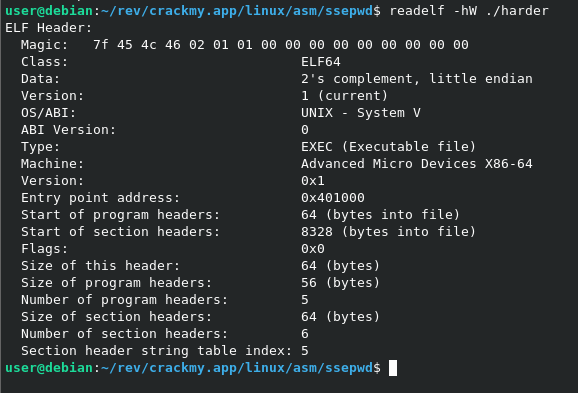 user@debian:~/rev/crackmy.app/linux/asm/ssepwd$ readelf -hW ./harder
ELF Header:
  Magic:   7f 45 4c 46 02 01 01 00 00 00 00 00 00 00 00 00
  Class:                             ELF64
  Data:                              2's complement, little endian
  Version:                           1 (current)
  OS/ABI:                            UNIX - System V
  ABI Version:                       0
  Type:                              EXEC (Executable file)
  Machine:                           Advanced Micro Devices X86-64
  Version:                           0x1
  Entry point address:               0x401000
  Start of program headers:          64 (bytes into file)
  Start of section headers:          8328 (bytes into file)
  Flags:                             0x0
  Size of this header:               64 (bytes)
  Size of program headers:           56 (bytes)
  Number of program headers:         5
  Size of section headers:           64 (bytes)
  Number of section headers:         6
  Section header string table index: 5
user@debian:~/rev/crackmy.app/linux/asm/ssepwd$